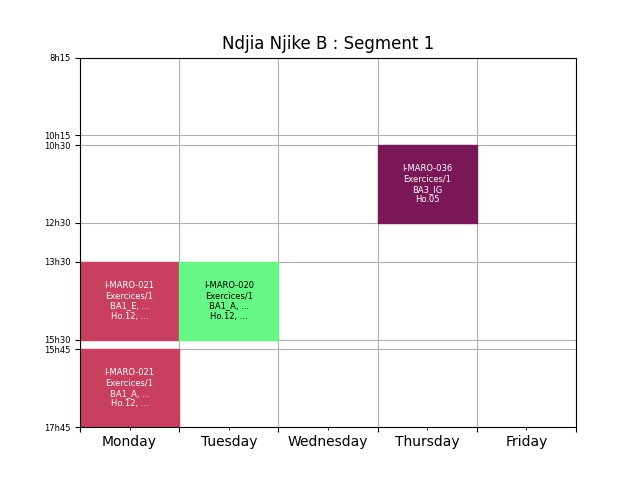 Ndjia Njike B : Segment 1
8h15
10h15
10h30
I-MARO-036
Exercices/1
BA3_IG
Ho.05
12h30
13h30
I-MARO-021
Exercices/1
BA1_E, ...
Ho.12, ...
I-MARO-020
Exercices/1
BA1_A, ...
Ho.12, ...
15h30
15h45
I-MARO-021
Exercices/1
BA1_A, ...
Ho.12, ...
17h45
Monday
Tuesday
Wednesday
Thursday
Friday